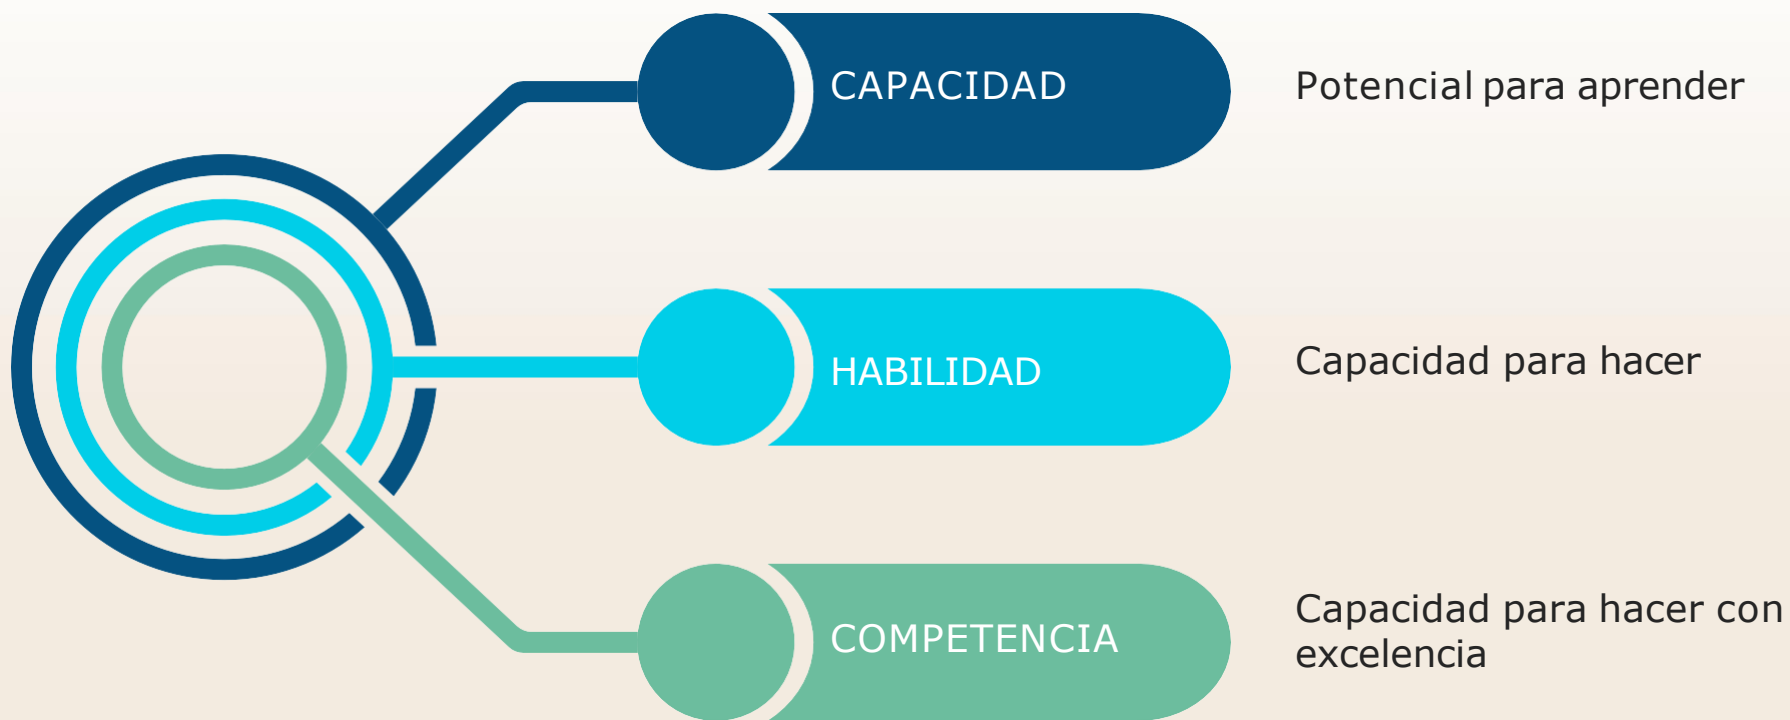 CAPACIDAD
Potencial para aprender
HABILIDAD
Capacidad para hacer
COMPETENCIA
Capacidad para hacer con
excelencia